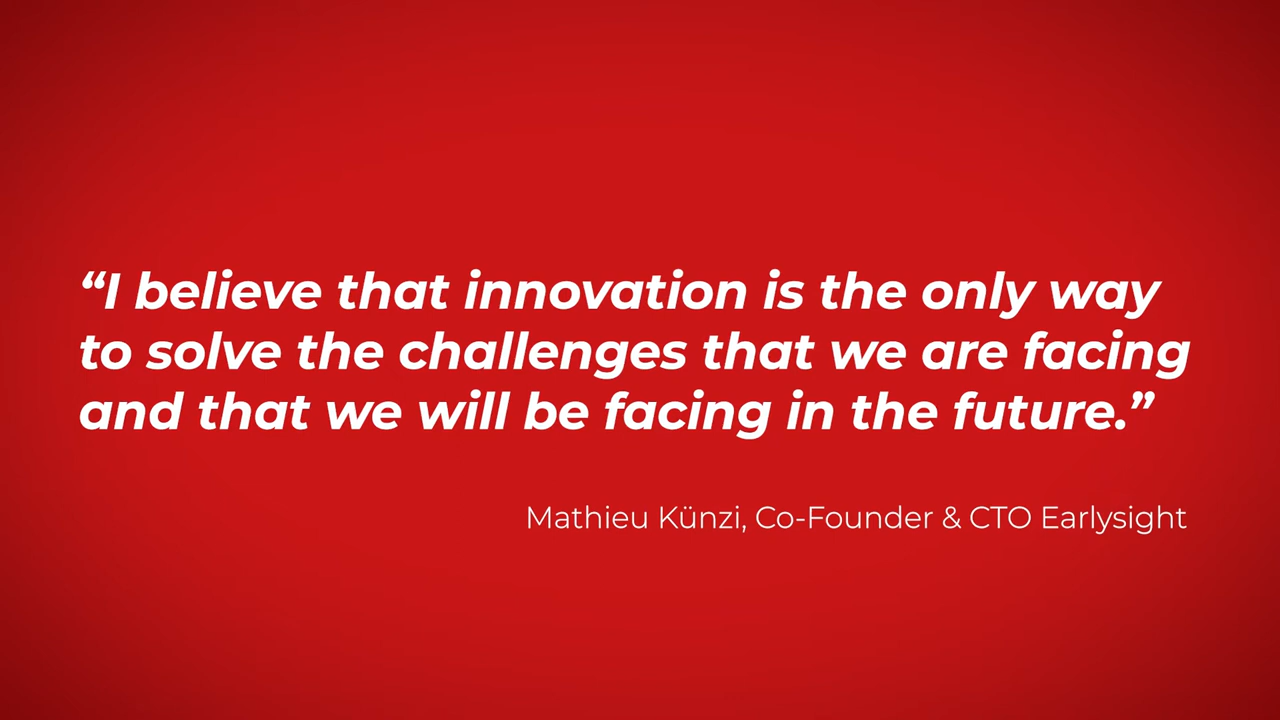 “I believe that innovation is the only way
to solve the challenges that we are facing
and that we will be facing in the future.”
Mathieu Künzi, Co-Founder & CTO Earlysight